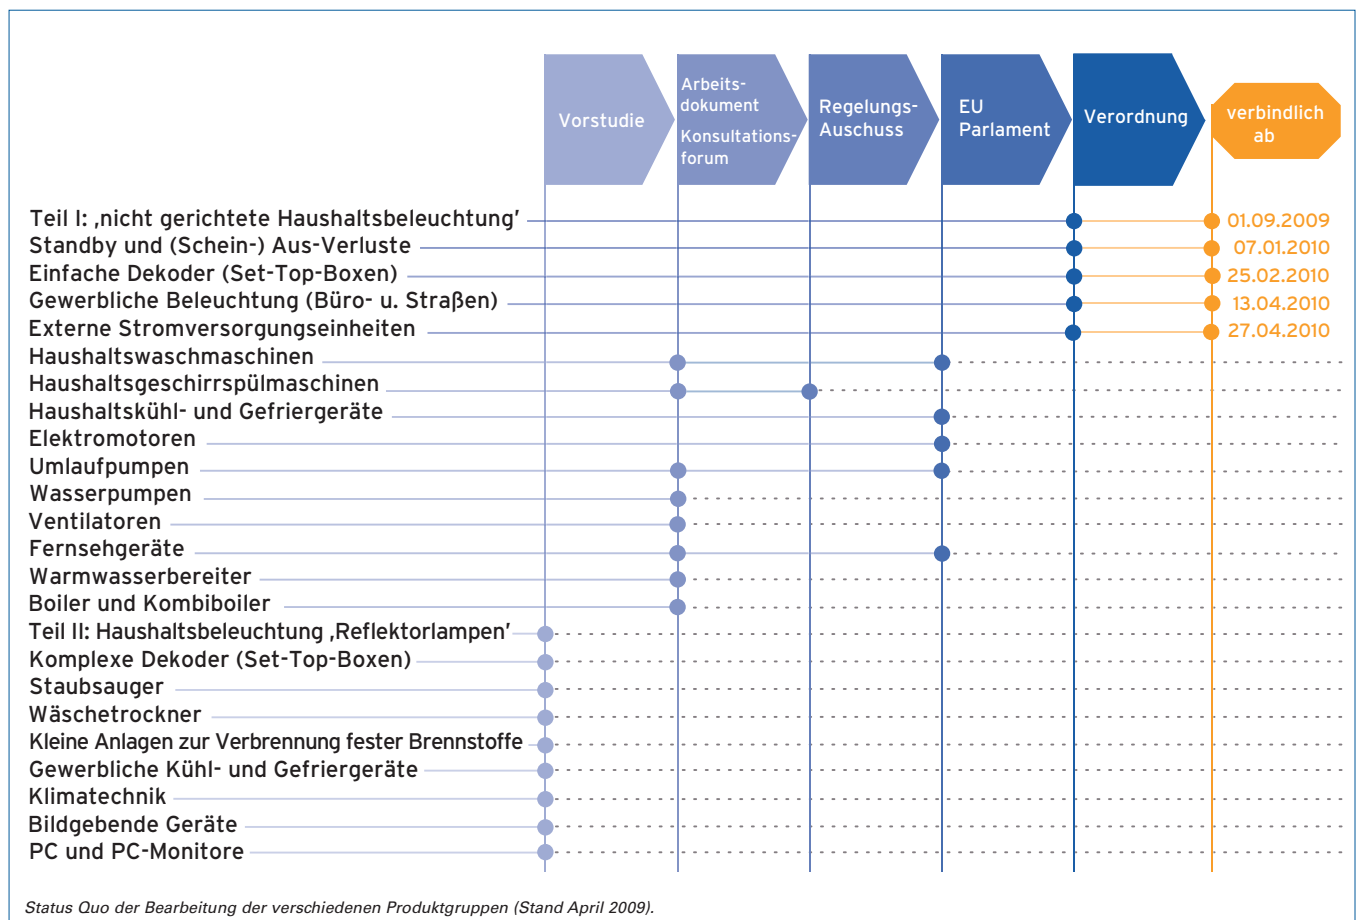 Vorstudie
Arbeits-
dokument
Konsultations-
forum
Regelungs-
Auschuss
EU
Parlament
Verordnung
verbindlich
ab
Teil I: ‚nicht gerichtete Haushaltsbeleuchtung’ 01.09.2009
Standby und (Schein-) Aus-Verluste 07.01.2010
Einfache Dekoder (Set-Top-Boxen) 25.02.2010
Gewerbliche Beleuchtung (Büro- u. Straßen) 13.04.2010
Externe Stromversorgungseinheiten 27.04.2010
Haushaltswaschmaschinen
Haushaltsgeschirrspülmaschinen
Haushaltskühl- und Gefriergeräte
Elektromotoren
Umlaufpumpen
Wasserpumpen
Ventilatoren
Fernsehgeräte
Warmwasserbereiter
Boiler und Kombiboiler
Teil II: Haushaltsbeleuchtung ‚Reflektorlampen’
Komplexe Dekoder (Set-Top-Boxen)
Staubsauger
Wäschetrockner
Kleine Anlagen zur Verbrennung fester Brennstoffe
Gewerbliche Kühl- und Gefriergeräte
Klimatechnik
Bildgebende Geräte
PC und PC-Monitore
Status Quo der Bearbeitung der verschiedenen Produktgruppen (Stand April 2009).